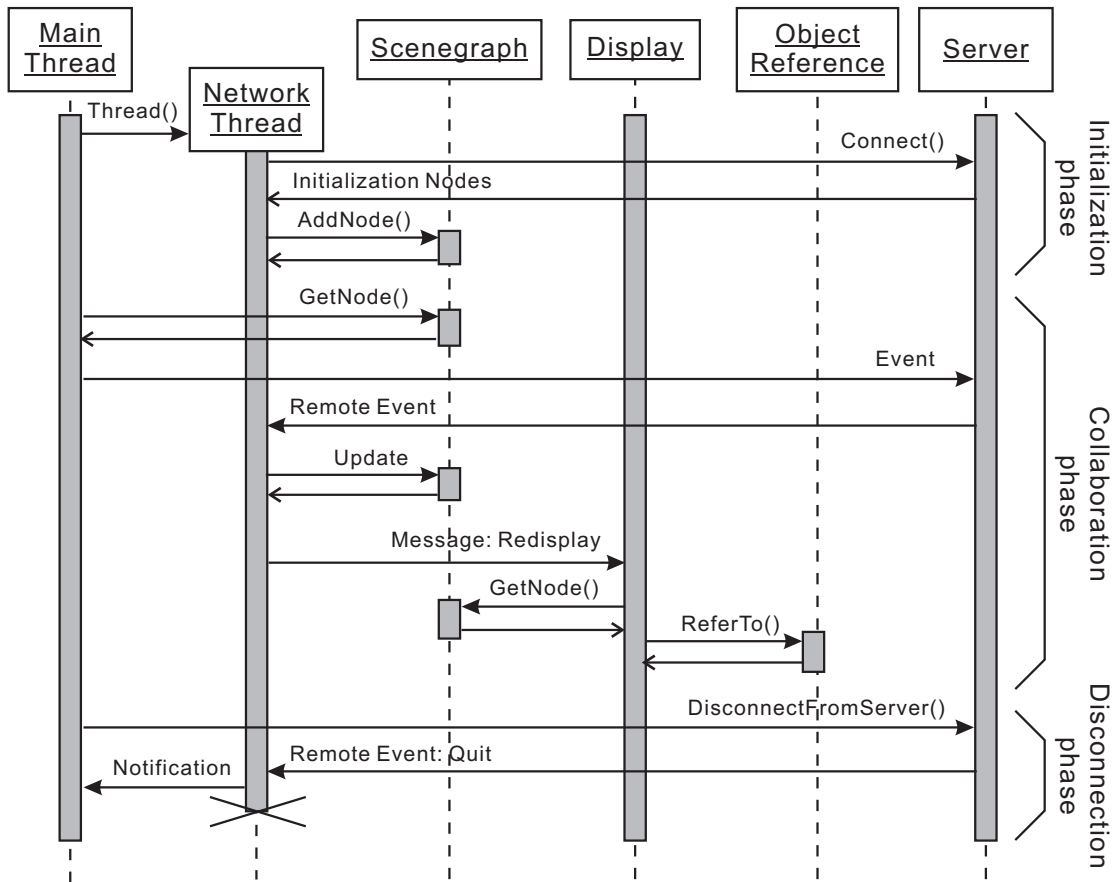 Main
Thread
Network
Thread
Scenegraph
Display
Object
Reference
Server
Thread()
Connect()
Initialization Nodes
AddNode()
GetNode()
Event
Remote Event
Update
Message: Redisplay
GetNode()
ReferTo()
DisconnectFromServer()
Remote Event: Quit
Notification
Initialization
phase
Collaboration
phase
Disconnection
phase